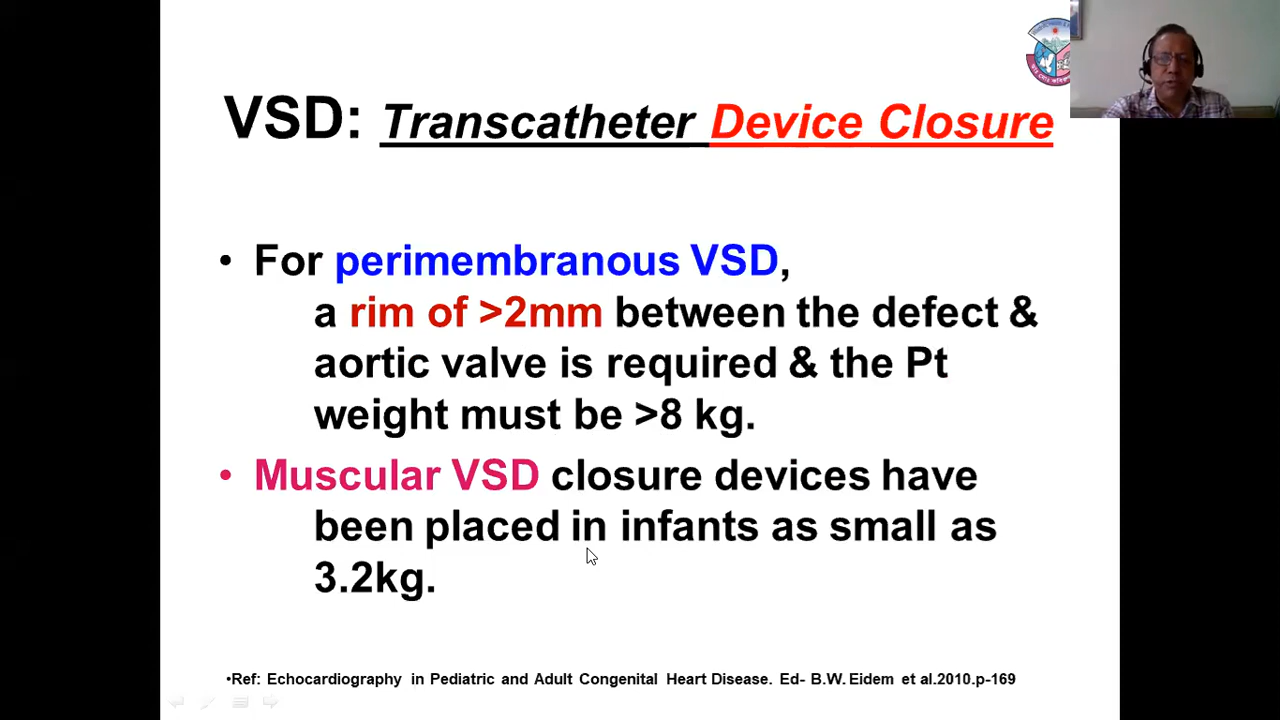 VSD: Transcatheter Device Closure
• For perimembranous VSD,
a rim of >2mm between the defect &
aortic valve is required & the Pt
weight must be >8 kg.
• Muscular VSD closure devices have
been placed in infants as small as
3.2kg.
•Ref: Echocardiography in Pediatric and Adult Congenital Heart Disease. Ed- B.W. Eidem et al.2010.p-169